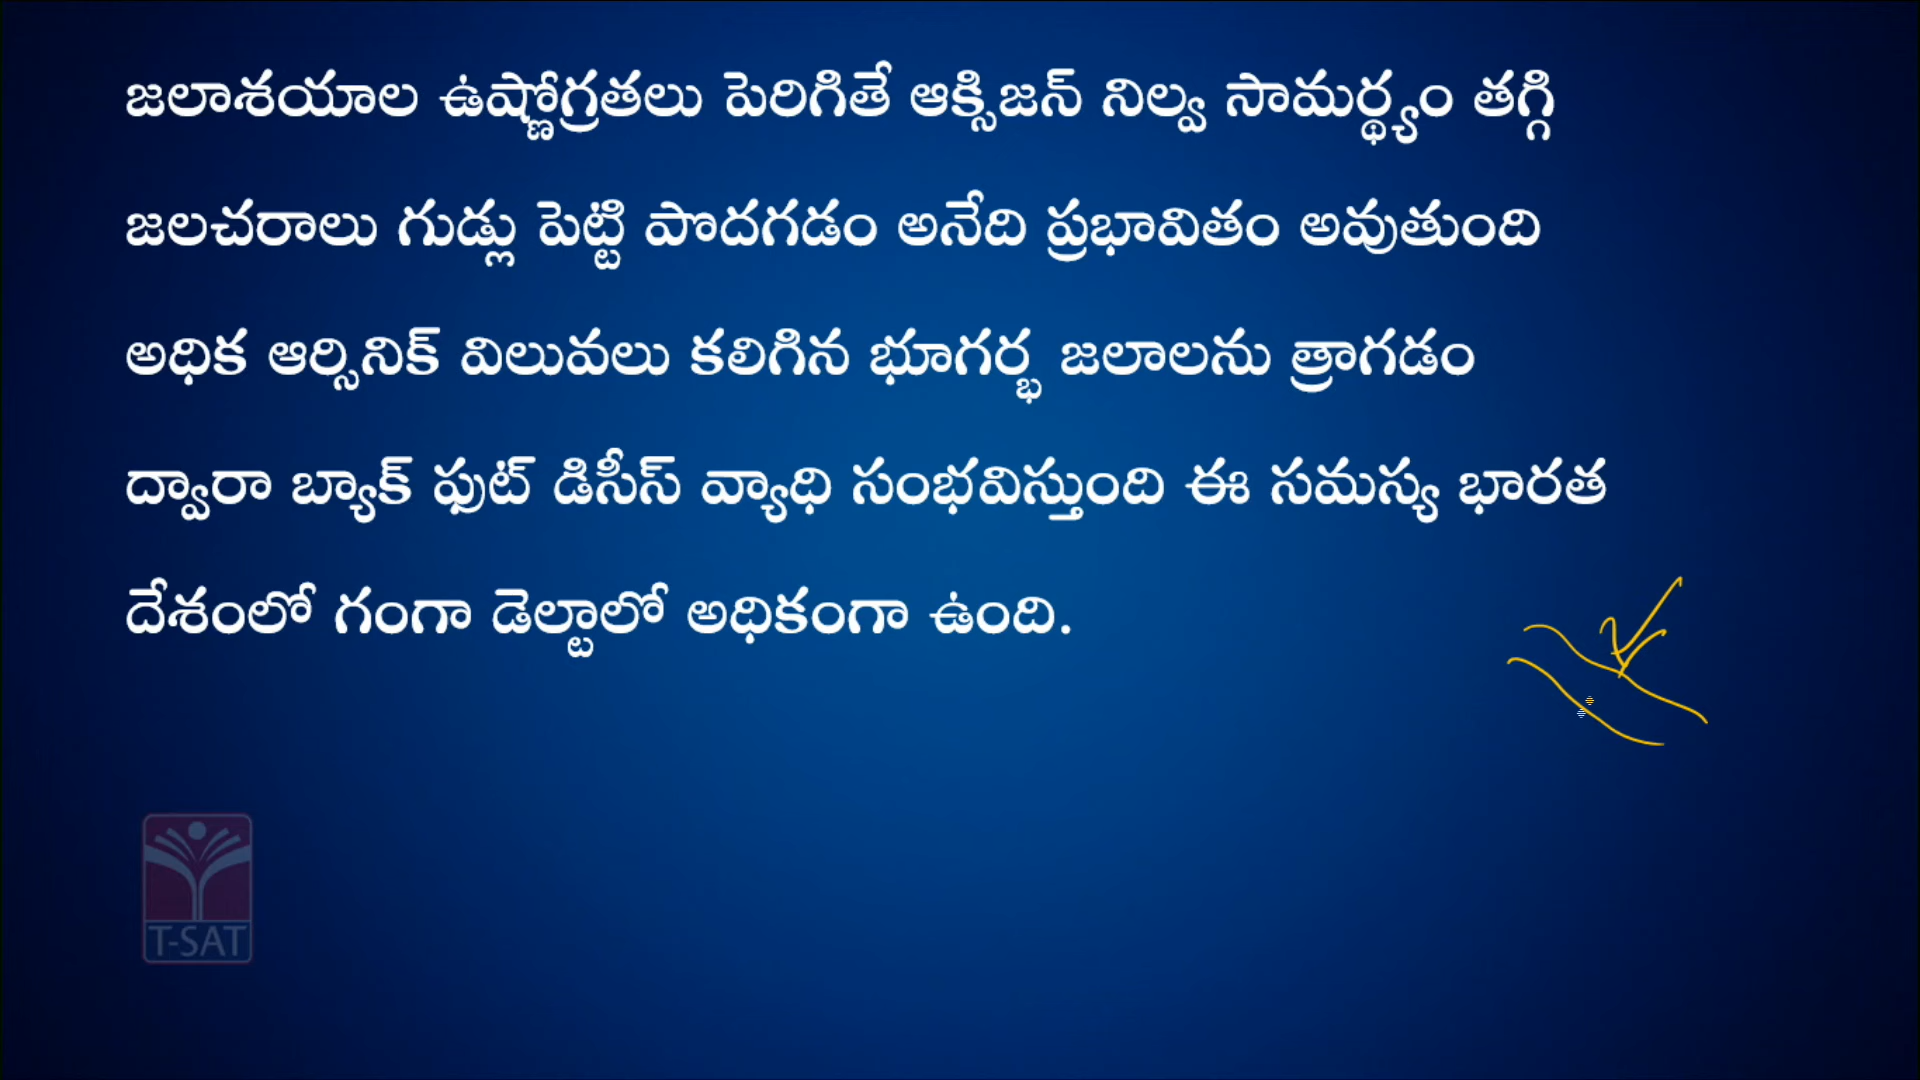 జలాశయాల ఉష్ణోగ్రతలు పెరిగితే ఆక్సిజన్ నిల్వ సామర్థ్యం తగ్గి
జలచరాలు గుడ్లు పెట్టి పొదగడం అనేది ప్రభావితం అవుతుంది
అధిక ఆర్సినిక్ విలువలు కలిగిన భూగర్భ జలాలను త్రాగడం
ద్వారా బ్యాక్ ఫుట్ డిసీస్ వ్యాధి సంభవిస్తుంది ఈ సమస్య భారత
దేశంలో గంగా డెల్టాలో అధికంగా ఉంది.
T-SAT